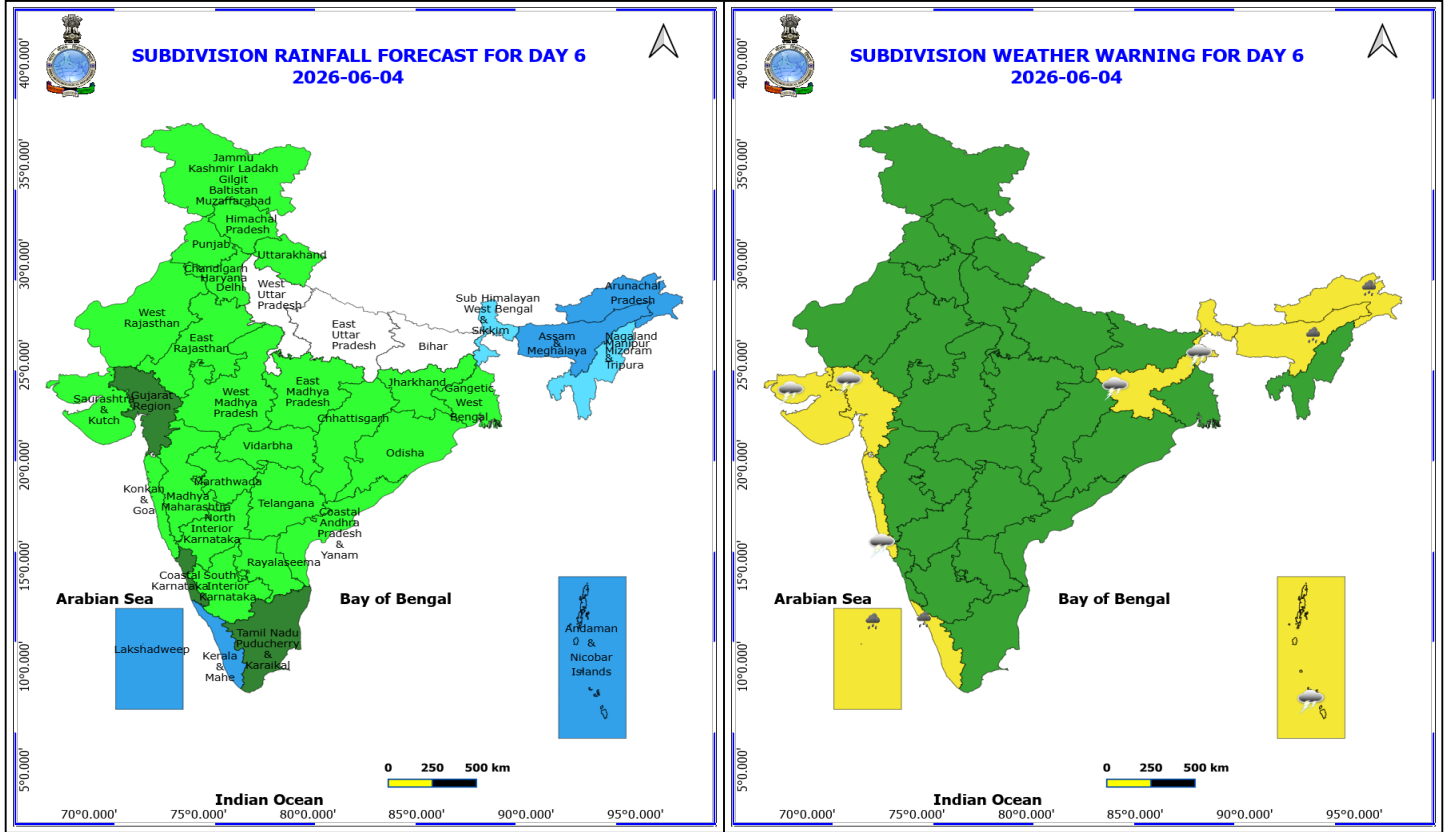 SUBDIVISION RAINFALL FORECAST FOR DAY 6
2026-06-04
40°0.000'
35°0.000'
30°0.000'
25°0.000'
20°0.000'
15°0.000'
10°0.000'
5°0.000'
Jammu
Kashmir Ladakh
Gilgit
Baltistan
Muzaffarabad
Himachal
Pradesh
Punjab
Uttarakhand
Chandigarh
Haryana
Delhi
West
Uttar
Pradesh
West
Rajasthan
East
Rajasthan
East
Uttar
Pradesh
Bihar
Sub Himalayan
West Bengal
&
Sikkim
Arunachal
Pradesh
Assam
&
Meghalaya
Nagaland
Manipur
Mizoram
&
Tripura
Saurashtra
&
Kutch
Gujarat
Region
West
Madhya
Pradesh
East
Madhya
Pradesh
Jharkhand
Gangetic
West
Bengal
Chhattisgarh
Vidarbha
Odisha
Konkan
&
Goa
Madhya
Maharashtra
Marathwada
North
Interior
Karnataka
Telangana
Coastal
Andhra
Pradesh
&
Yanam
Rayalaseema
Coastal
Karnataka
South
Interior
Karnataka
Tamil Nadu
Puducherry
&
Karaikal
Kerala
&
Mahe
Lakshadweep
Andaman
&
Nicobar
Islands
Arabian Sea
Bay of Bengal
Indian Ocean
0 250 500 km
70°0.000' 75°0.000' 80°0.000' 85°0.000' 90°0.000' 95°0.000'
SUBDIVISION WEATHER WARNING FOR DAY 6
2026-06-04
40°0.000'
35°0.000'
30°0.000'
25°0.000'
20°0.000'
15°0.000'
10°0.000'
5°0.000'
Arabian Sea
Bay of Bengal
Indian Ocean
0 250 500 km
70°0.000' 75°0.000' 80°0.000' 85°0.000' 90°0.000' 95°0.000'